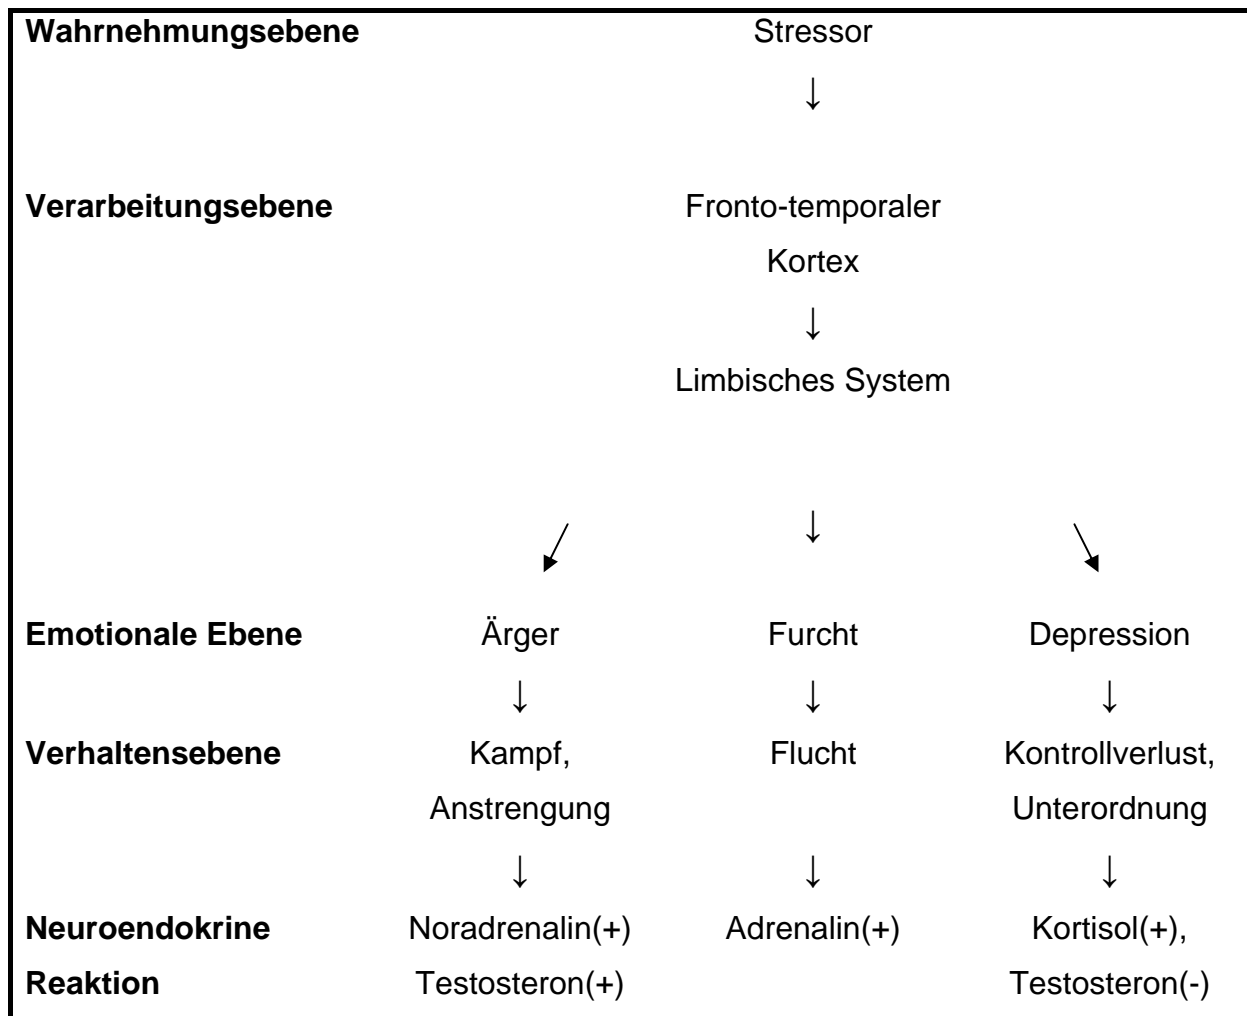 Wahrnehmungsebene Stressor
↓
Verarbeitungsebene Fronto-temporaler
Kortex
↓
Limbisches System
↓
Emotionale Ebene Ärger Furcht Depression
↓ ↓ ↓
Verhaltensebene Kampf, Flucht Kontrollverlust,
Anstrengung Unterordnung
↓ ↓ ↓
Neuroendokrine Noradrenalin(+) Adrenalin(+) Kortisol(+),
Reaktion Testosteron(+) Testosteron(-)